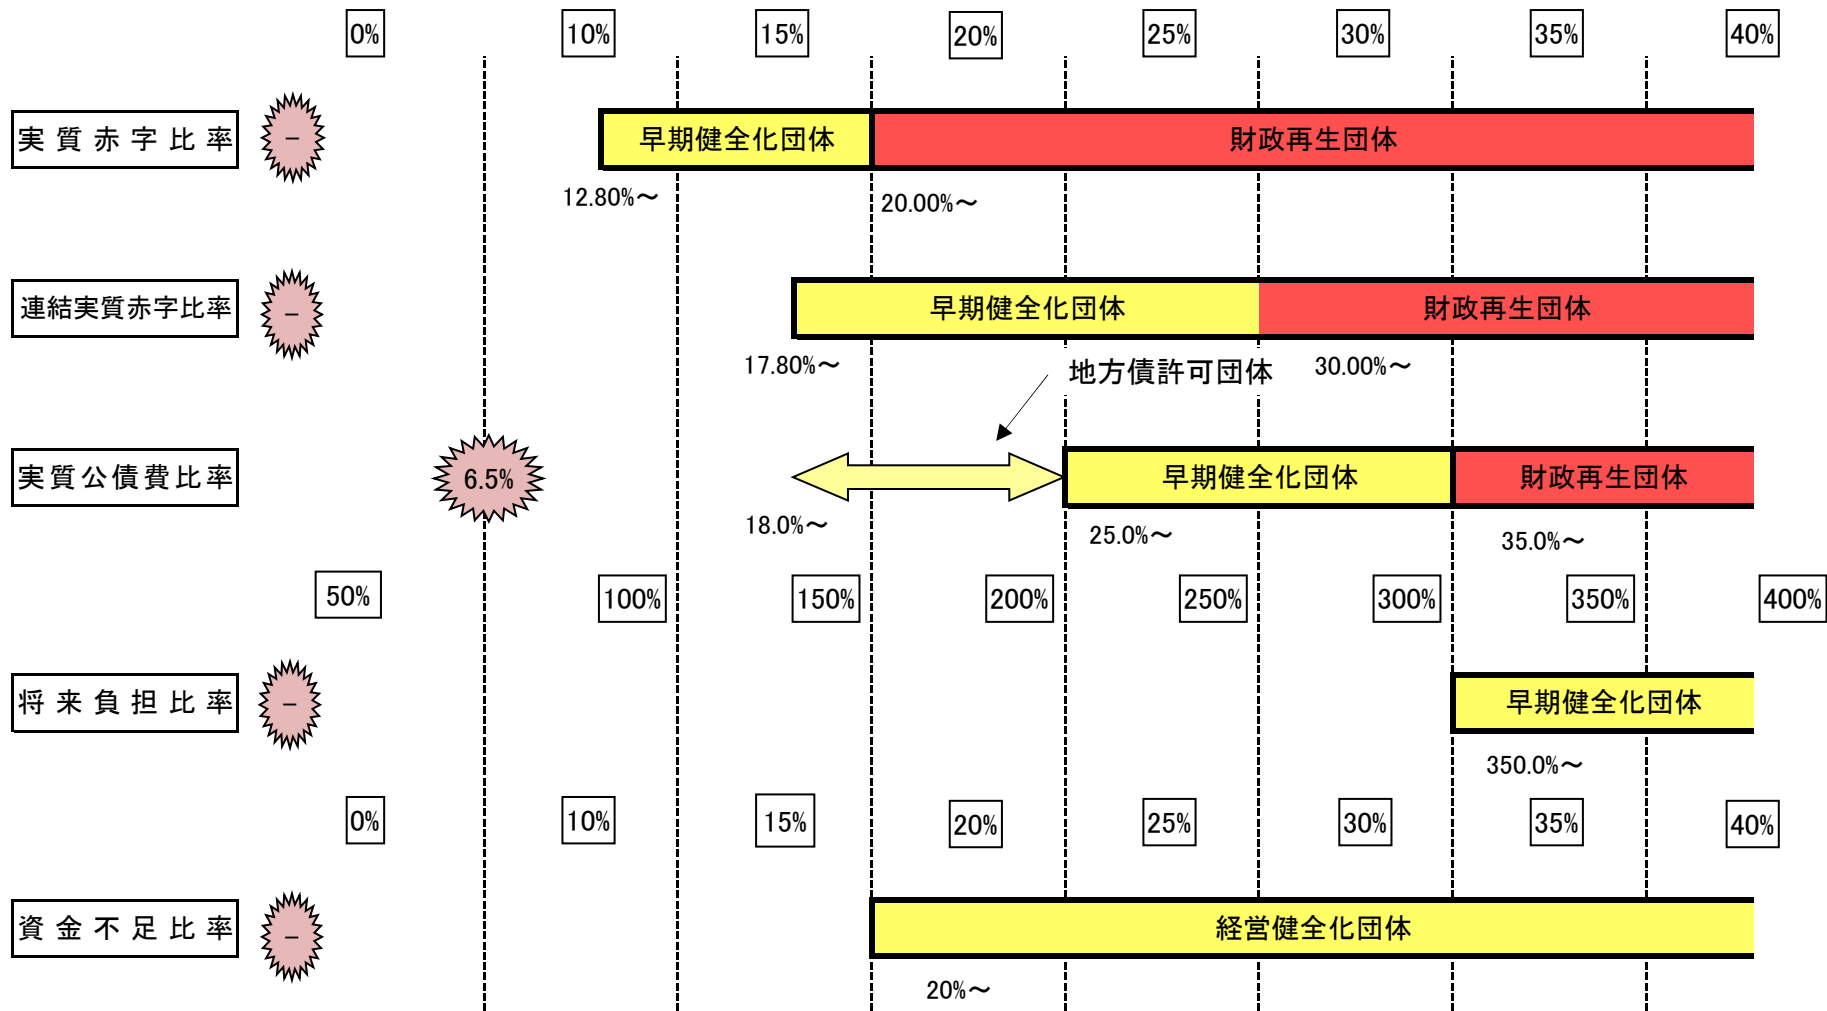 0% 10% 15% 20% 25% 30% 35% 40%
実質赤字比率 − 早期健全化団体 財政再生団体
12.80%～ 20.00%～
連結実質赤字比率 − 早期健全化団体 財政再生団体
17.80%～ 地方債許可団体 30.00%～
実質公債費比率 6.5% 早期健全化団体 財政再生団体
18.0%～ 25.0%～ 35.0%～
50% 100% 150% 200% 250% 300% 350% 400%
将来負担比率 − 早期健全化団体
350.0%～
0% 10% 15% 20% 25% 30% 35% 40%
資金不足比率 − 経営健全化団体
20%～